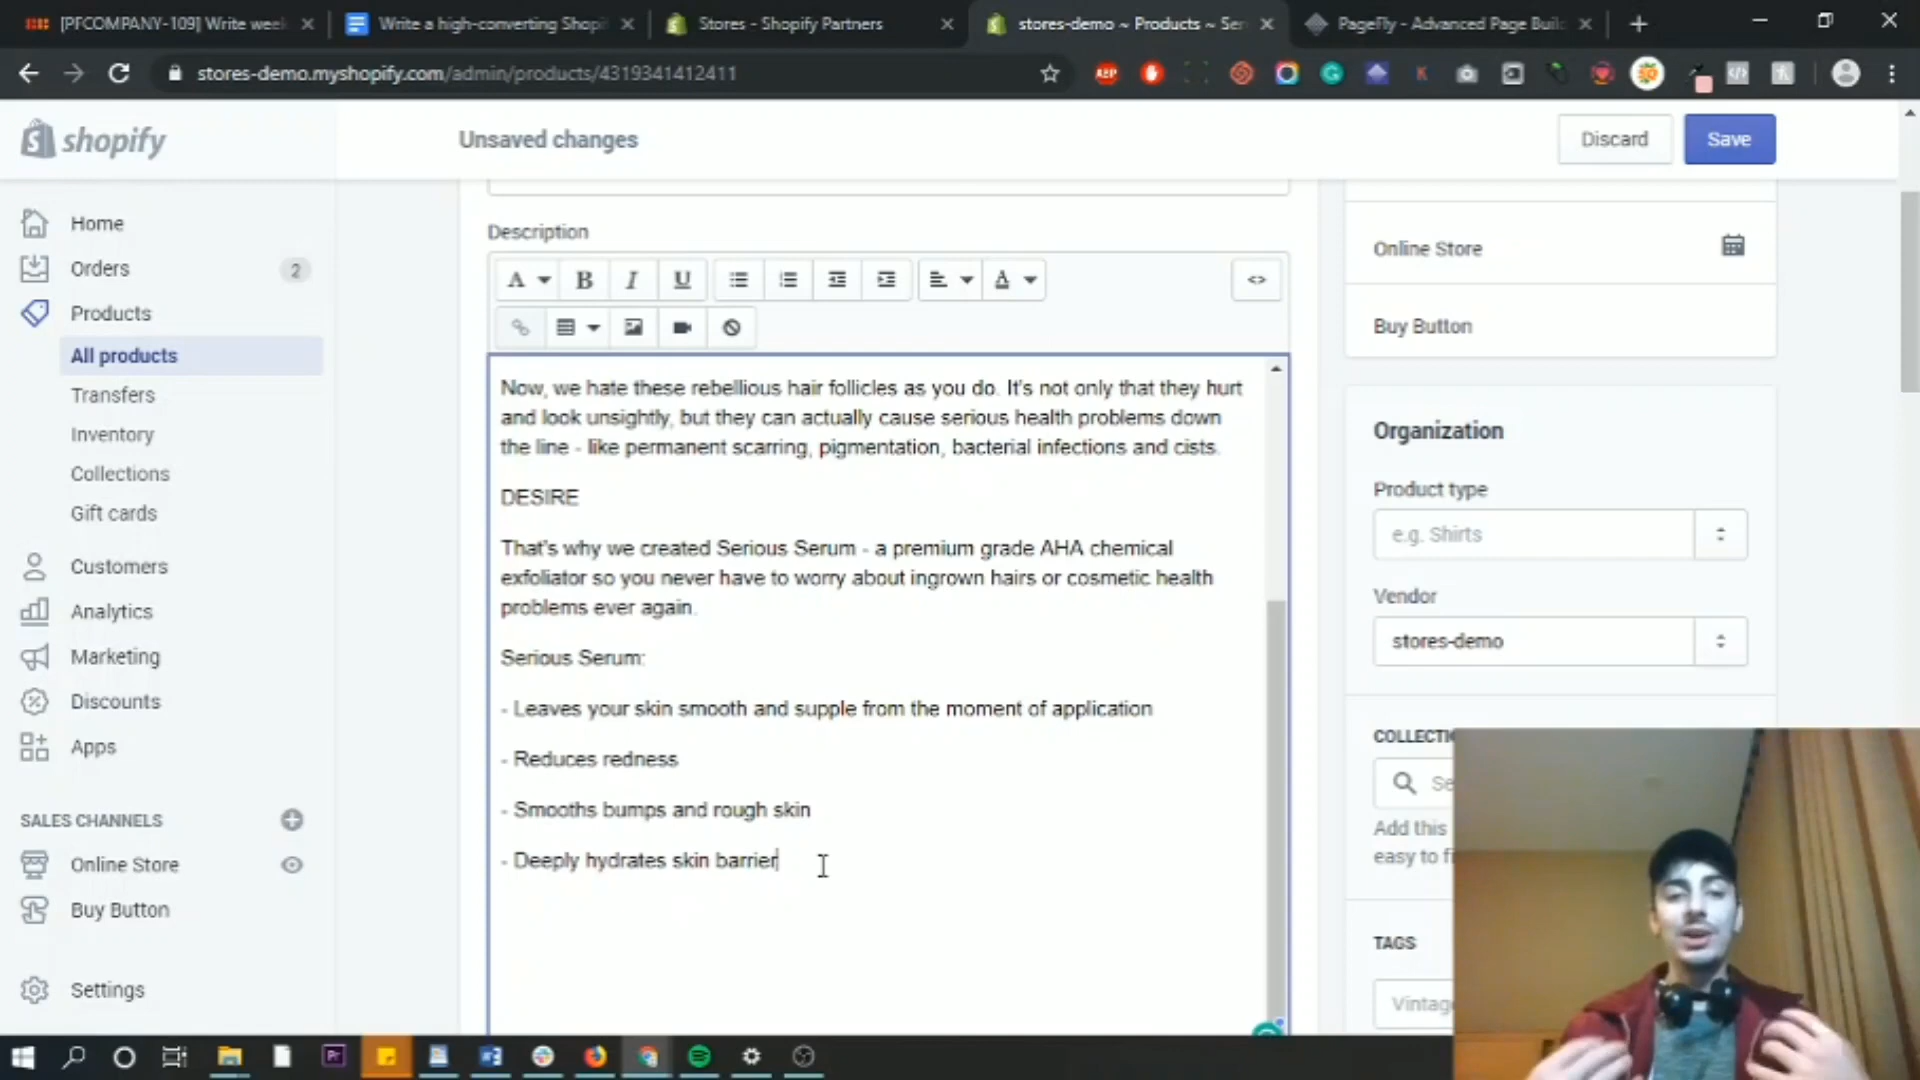 [PFCOMPANY-109] Write week
Write a high-converting Shopi
Stores - Shopify Partners
stores-demo ~ Products ~ Ser
PageFly - Advanced Page Buil
stores-demo.myshopify.com/admin/products/4319341412411
ABP
shopify
Unsaved changes
Discard
Save
Home
Orders
2
Products
All products
Transfers
Inventory
Collections
Gift cards
Customers
Analytics
Marketing
Discounts
Apps
SALES CHANNELS
Online Store
Buy Button
Settings
Description
Now, we hate these rebellious hair follicles as you do. It's not only that they hurt
and look unsightly, but they can actually cause serious health problems down
the line - like permanent scarring, pigmentation, bacterial infections and cists.
DESIRE
That's why we created Serious Serum - a premium grade AHA chemical
exfoliator so you never have to worry about ingrown hairs or cosmetic health
problems ever again.
Serious Serum:
- Leaves your skin smooth and supple from the moment of application
- Reduces redness
- Smooths bumps and rough skin
- Deeply hydrates skin barrier
Online Store
Buy Button
Organization
Product type
e.g. Shirts
Vendor
stores-demo
COLLECTI
Se
Add this
easy to fi
TAGS
Vintag
Pr